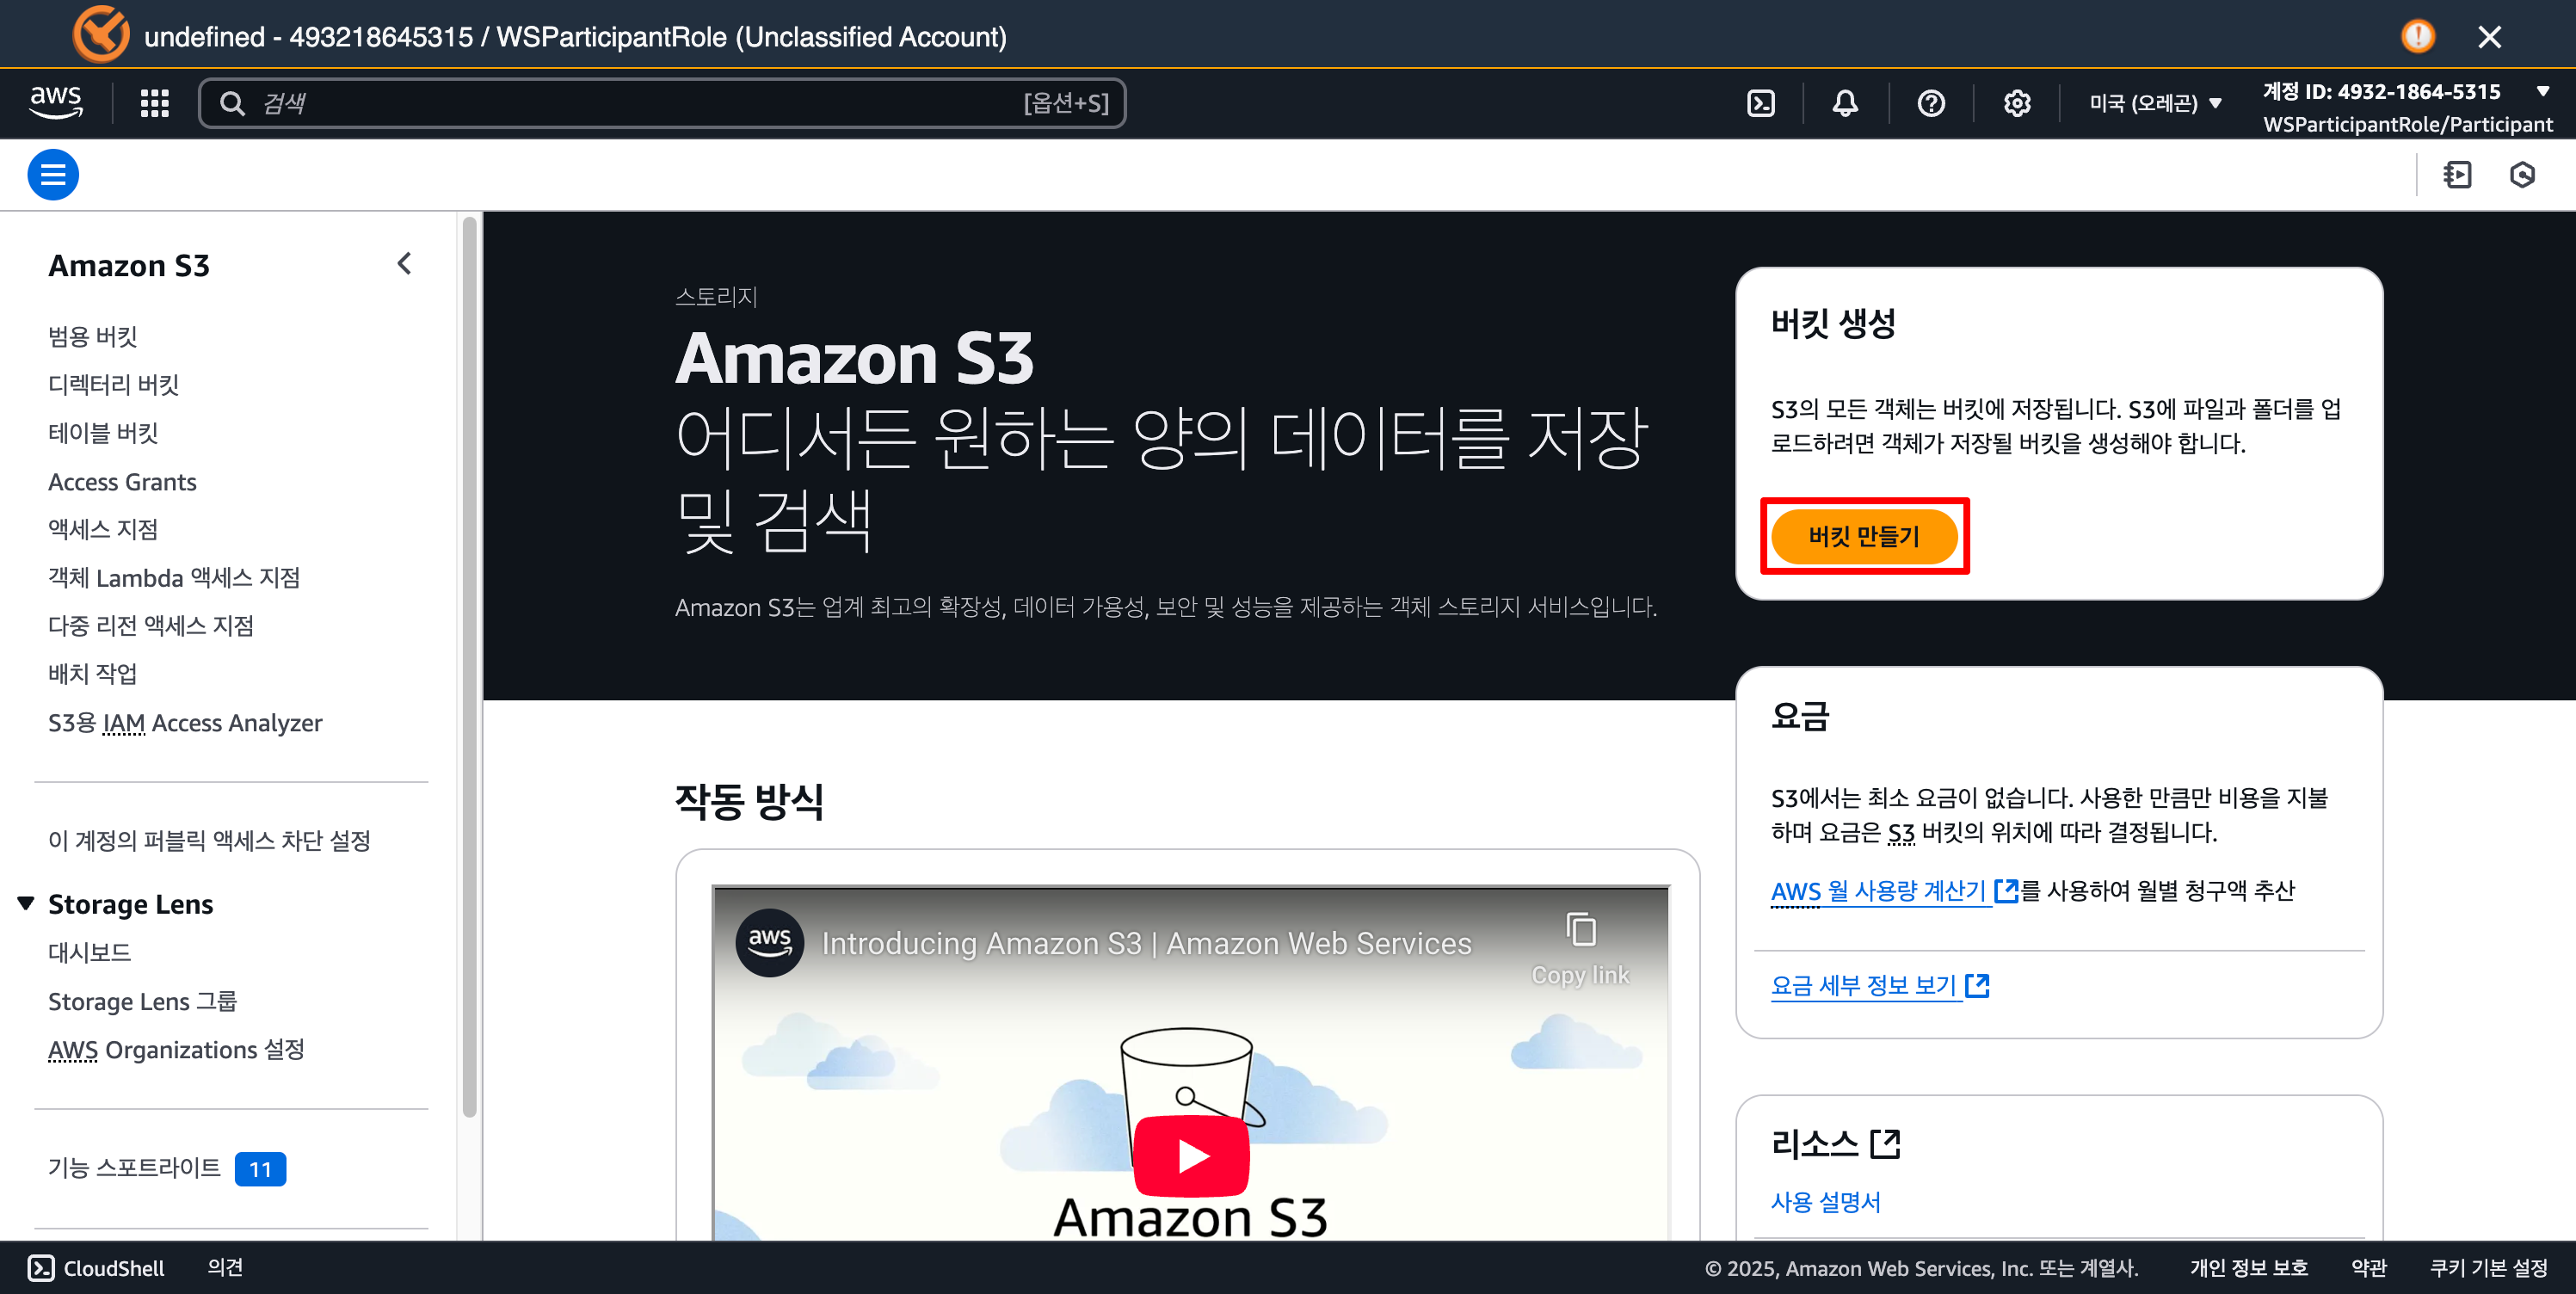 undefined - 493218645315 / WSParticipantRole (Unclassified Account)
aws
검색
[옵션+S]
미국 (오레곤)
계정 ID: 4932-1864-5315
WSParticipantRole/Participant
Amazon S3
범용 버킷
디렉터리 버킷
테이블 버킷
Access Grants
액세스 지점
객체 Lambda 액세스 지점
다중 리전 액세스 지점
배치 작업
S3용 IAM Access Analyzer
이 계정의 퍼블릭 액세스 차단 설정
Storage Lens
대시보드
Storage Lens 그룹
AWS Organizations 설정
기능 스포트라이트 11
스토리지
Amazon S3
어디서든 원하는 양의 데이터를 저장
및 검색
Amazon S3는 업계 최고의 확장성, 데이터 가용성, 보안 및 성능을 제공하는 객체 스토리지 서비스입니다.
작동 방식
aws
Introducing Amazon S3 | Amazon Web Services
Copy link
Amazon S3
버킷 생성
S3의 모든 객체는 버킷에 저장됩니다. S3에 파일과 폴더를 업
로드하려면 객체가 저장될 버킷을 생성해야 합니다.
버킷 만들기
요금
S3에서는 최소 요금이 없습니다. 사용한 만큼만 비용을 지불
하며 요금은 S3 버킷의 위치에 따라 결정됩니다.
AWS 월 사용량 계산기를 사용하여 월별 청구액 추산
요금 세부 정보 보기
리소스
사용 설명서
CloudShell
의견
© 2025, Amazon Web Services, Inc. 또는 계열사.
개인 정보 보호
약관
쿠키 기본 설정